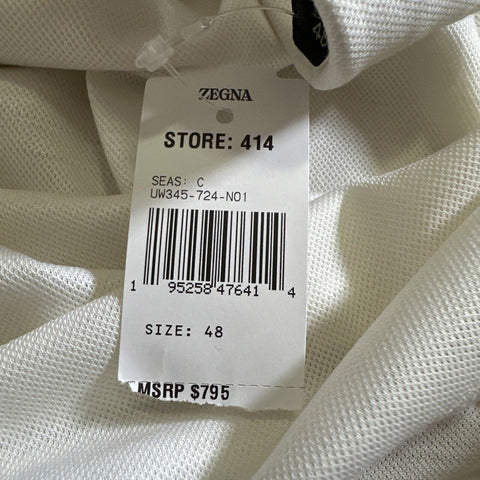 ZEGNA
STORE: 414
SEAS: C
UW345-724-N01
1 95258 47641 4
SIZE: 48
MSRP $795